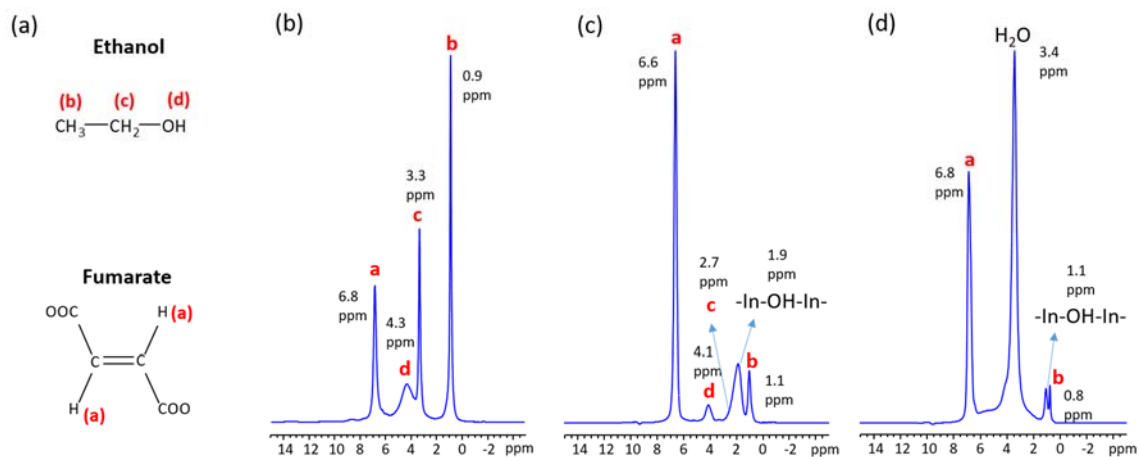 (a)
Ethanol
(b) (c) (d)
CH3—CH2—OH
Fumarate
OOC H (a)
C C
H (a) COO
(b)
b
0.9
ppm
3.3
ppm
c
a
6.8
ppm
4.3
ppm
d
14 12 10 8 6 4 2 0 -2 ppm
(c)
a
6.6
ppm
2.7
ppm
c
1.9
ppm
-In-OH-In-
4.1
ppm
d
b
1.1
ppm
14 12 10 8 6 4 2 0 -2 ppm
(d)
H2O
3.4
ppm
a
6.8
ppm
1.1
ppm
-In-OH-In-
b
0.8
ppm
14 12 10 8 6 4 2 0 -2 ppm